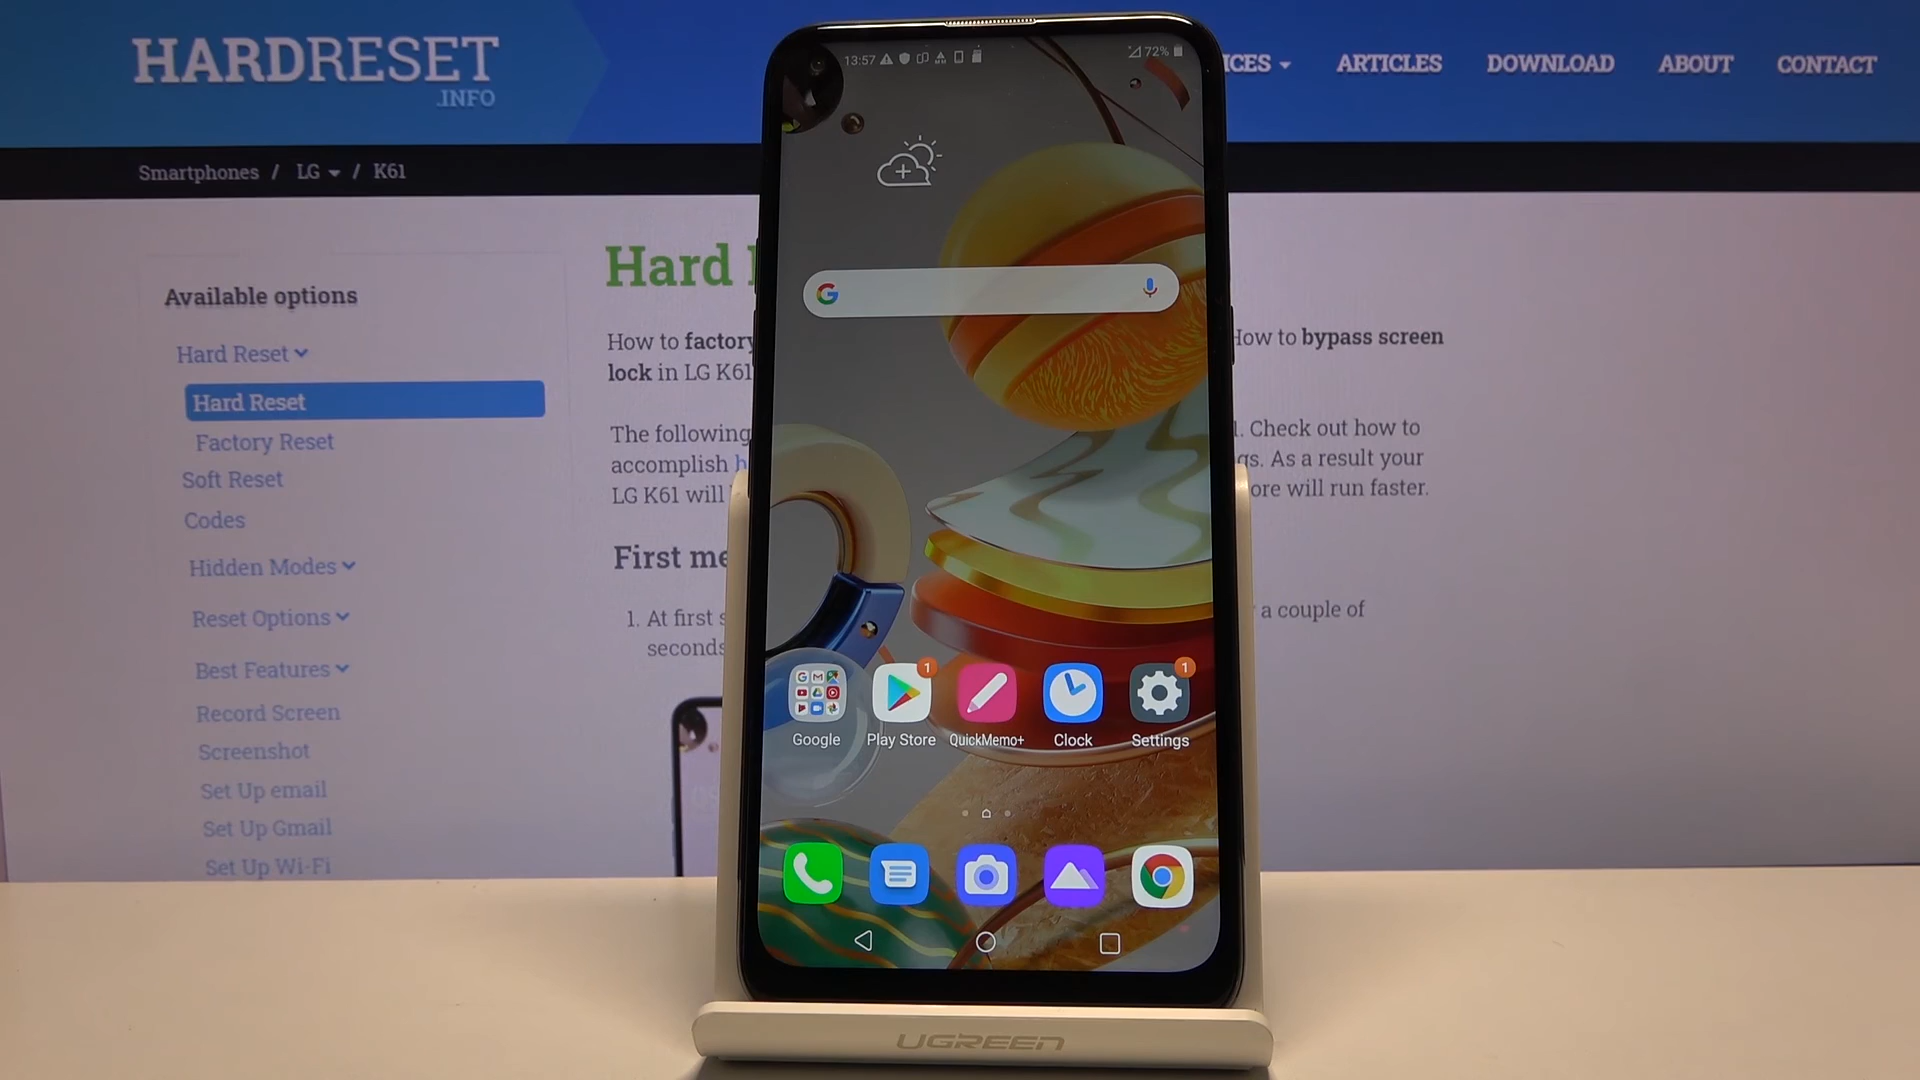 HARDRESET
.INFO
ICES
ARTICLES
DOWNLOAD
ABOUT
CONTACT
Smartphones / LG / K61
Available options
Hard Reset
Hard Reset
Factory Reset
Soft Reset
Codes
Hidden Modes
Reset Options
Best Features
Record Screen
Screenshot
Set Up email
Set Up Gmail
Set Up Wi-Fi
Hard
How to factory
How to bypass screen
lock in LG K61
The following
1. Check out how to
accomplish h
gs. As a result your
LG K61 will
ore will run faster.
First me
1. At first s
a couple of
seconds
13:57
72%
1
1
Google
Play Store
QuickMemo+
Clock
Settings
UGREEN